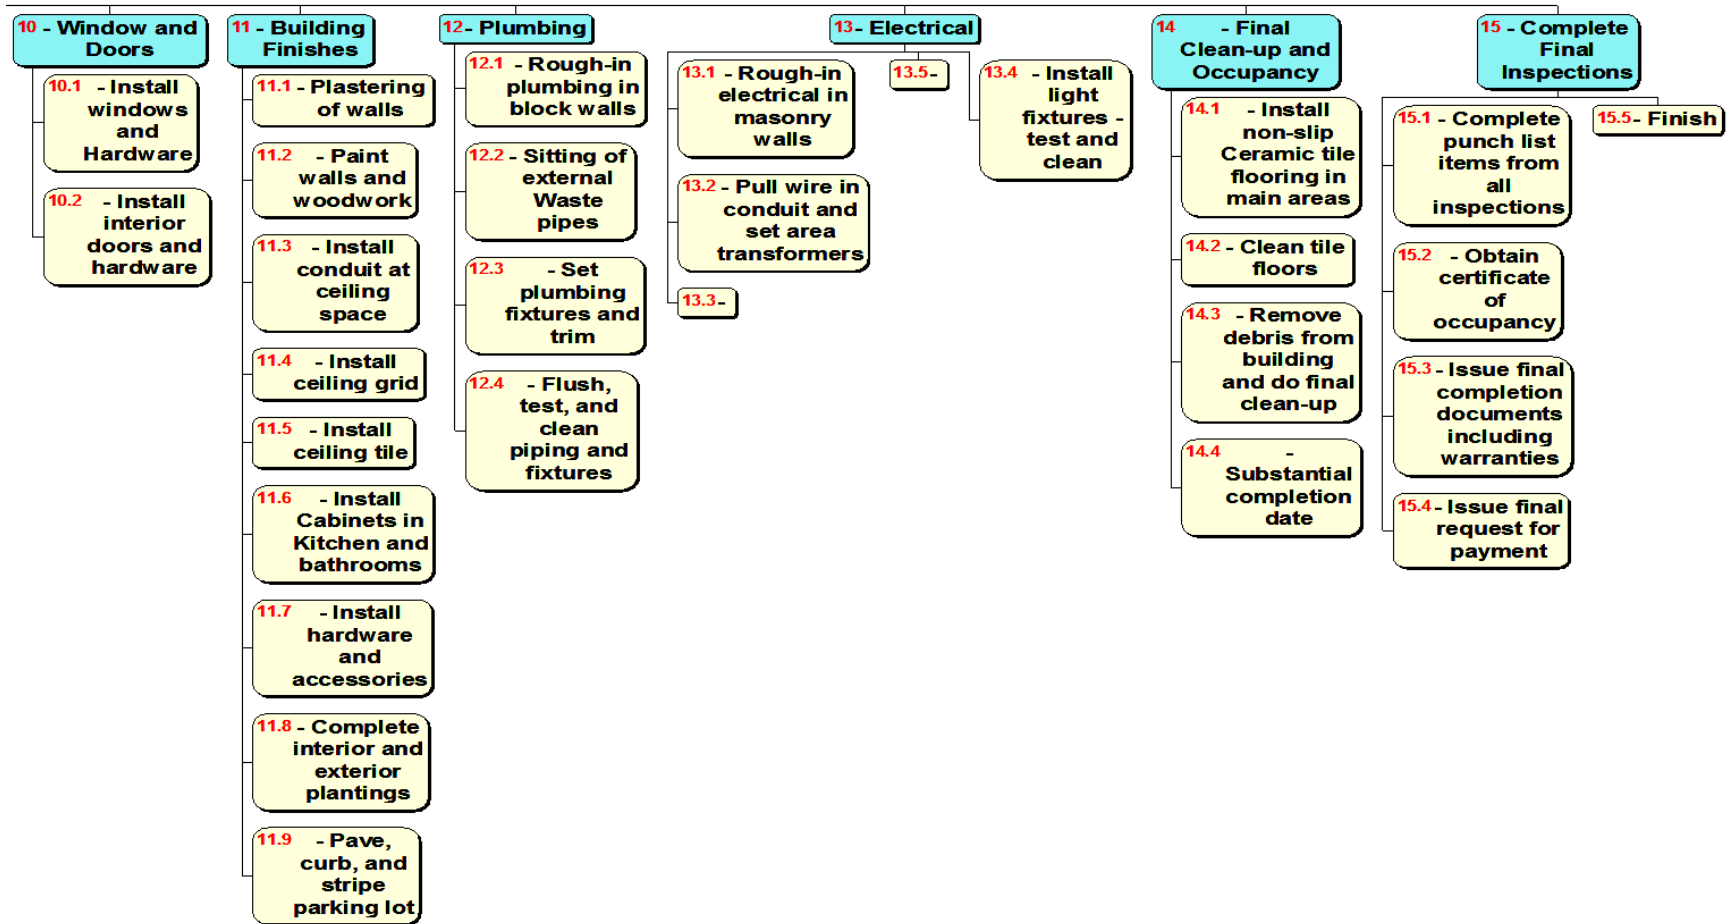 10 - Window and
Doors
10.1 - Install
windows
and
Hardware
10.2 - Install
interior
doors and
hardware
11 - Building
Finishes
11.1 - Plastering
of walls
11.2 - Paint
walls and
woodwork
11.3 - Install
conduit at
ceiling
space
11.4 - Install
ceiling grid
11.5 - Install
ceiling tile
11.6 - Install
Cabinets in
Kitchen and
bathrooms
11.7 - Install
hardware
and
accessories
11.8 - Complete
interior and
exterior
plantings
11.9 - Pave,
curb, and
stripe
parking lot
12 - Plumbing
12.1 - Rough-in
plumbing in
block walls
12.2 - Sitting of
external
Waste
pipes
12.3 - Set
plumbing
fixtures and
trim
12.4 - Flush,
test, and
clean
piping and
fixtures
13 - Electrical
13.1 - Rough-in
electrical in
masonry
walls
13.2 - Pull wire in
conduit and
set area
transformers
13.3 -
13.5 -
13.4 - Install
light
fixtures -
test and
clean
14 - Final
Clean-up and
Occupancy
14.1 - Install
non-slip
Ceramic tile
flooring in
main areas
14.2 - Clean tile
floors
14.3 - Remove
debris from
building
and do final
clean-up
14.4 -
Substantial
completion
date
15 - Complete
Final
Inspections
15.1 - Complete
punch list
items from
all
inspections
15.2 - Obtain
certificate
of
occupancy
15.3 - Issue final
completion
documents
including
warranties
15.4 - Issue final
request for
payment
15.5 - Finish